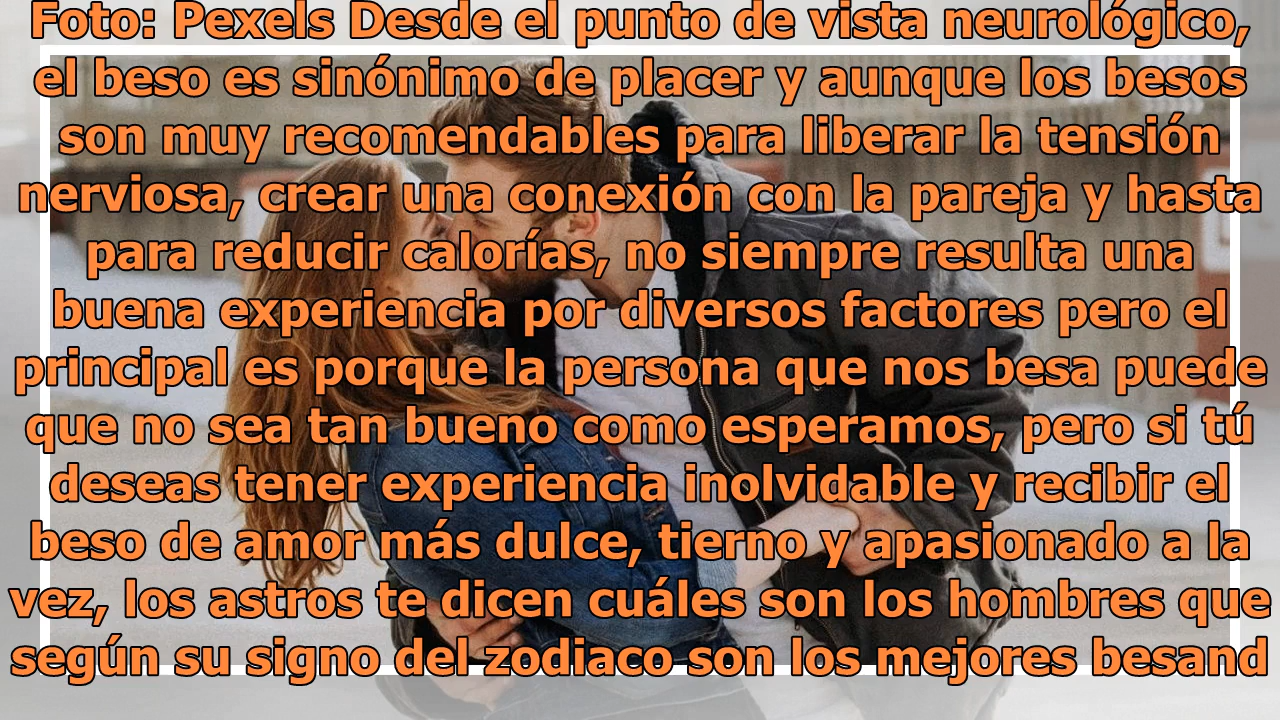 Foto: Pexels Desde el punto de vista neurológico,
el beso es sinónimo de placer y aunque los besos
son muy recomendables para liberar la tensión
nerviosa, crear una conexión con la pareja y hasta
para reducir calorías, no siempre resulta una
buena experiencia por diversos factores pero el
principal es porque la persona que nos besa puede
que no sea tan bueno como esperamos, pero si tú
deseas tener experiencia inolvidable y recibir el
beso de amor más dulce, tierno y apasionado a la
vez, los astros te dicen cuáles son los hombres que
según su signo del zodiaco son los mejores besand